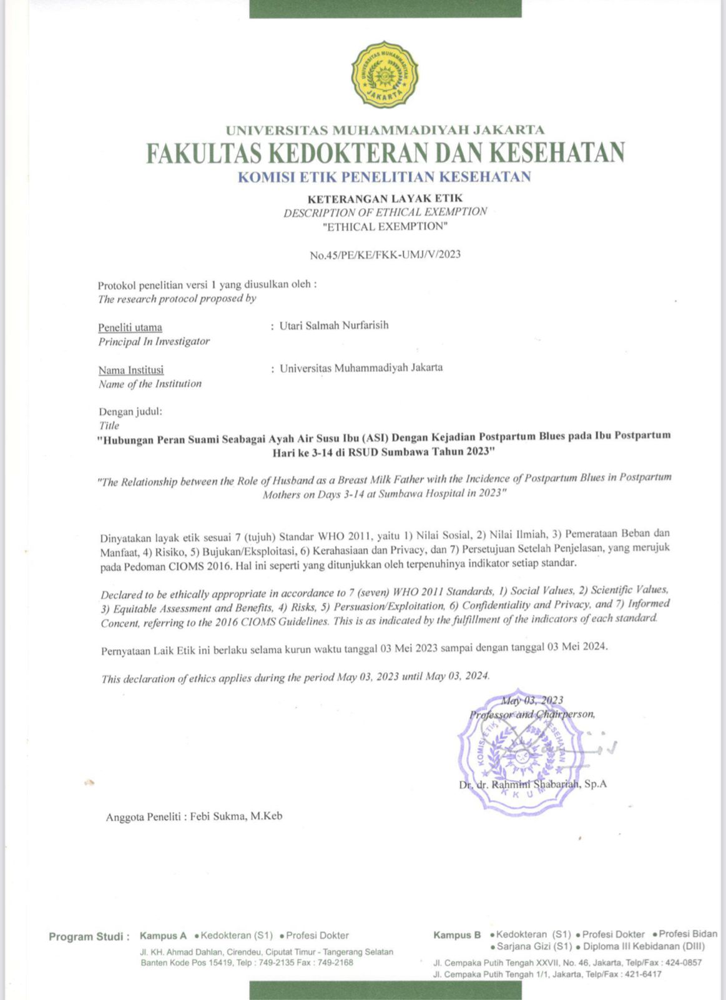 UNIVERSITAS MUHAMMADIYAH
JAKARTA
UNIVERSITAS MUHAMMADIYAH JAKARTA
FAKULTAS KEDOKTERAN DAN KESEHATAN
KOMISI ETIK PENELITIAN KESEHATAN
KETERANGAN LAYAK ETIK
DESCRIPTION OF ETHICAL EXEMPTION
"ETHICAL EXEMPTION"
No.45/PE/KE/FKK-UMJ/V/2023
Protokol penelitian versi 1 yang diusulkan oleh :
The research protocol proposed by
Peneliti utama : Utari Salmah Nurfarisih
Principal In Investigator
Nama Institusi : Universitas Muhammadiyah Jakarta
Name of the Institution
Dengan judul:
Title
"Hubungan Peran Suami Seabagai Ayah Air Susu Ibu (ASI) Dengan Kejadian Postpartum Blues pada Ibu Postpartum
Hari ke 3-14 di RSUD Sumbawa Tahun 2023"
"The Relationship between the Role of Husband as a Breast Milk Father with the Incidence of Postpartum Blues in Postpartum
Mothers on Days 3-14 at Sumbawa Hospital in 2023"
Dinyatakan layak etik sesuai 7 (tujuh) Standar WHO 2011, yaitu 1) Nilai Sosial, 2) Nilai Ilmiah, 3) Pemerataan Beban dan
Manfaat, 4) Risiko, 5) Bujukan/Eksploitasi, 6) Kerahasiaan dan Privacy, dan 7) Persetujuan Setelah Penjelasan, yang merujuk
pada Pedoman CIOMS 2016. Hal ini seperti yang ditunjukkan oleh terpenuhinya indikator setiap standar.
Declared to be ethically appropriate in accordance to 7 (seven) WHO 2011 Standards, 1) Social Values, 2) Scientific Values,
3) Equitable Assessment and Benefits, 4) Risks, 5) Persuasion/Exploitation, 6) Confidentiality and Privacy, and 7) Informed
Concent, referring to the 2016 CIOMS Guidelines. This is as indicated by the fulfillment of the indicators of each standard.
Pernyataan Laik Etik ini berlaku selama kurun waktu tanggal 03 Mei 2023 sampai dengan tanggal 03 Mei 2024.
This declaration of ethics applies during the period May 03, 2023 until May 03, 2024.
May 03, 2023
Professor and Chairperson,
KOMISI ETIK KESEHATAN
Dr. dr. Rahmini Shabariah, Sp.A
Anggota Peneliti : Febi Sukma, M.Keb
Program Studi : Kampus A • Kedokteran (S1) • Profesi Dokter
Jl. KH. Ahmad Dahlan, Cirendeu, Ciputat Timur - Tangerang Selatan
Banten Kode Pos 15419, Telp : 749-2135 Fax : 749-2168
Kampus B • Kedokteran (S1) • Profesi Dokter • Profesi Bidan
• Sarjana Gizi (S1) • Diploma III Kebidanan (DIII)
Jl. Cempaka Putih Tengah XXVII, No. 46, Jakarta, Telp/Fax : 424-0857
Jl. Cempaka Putih Tengah 1/1, Jakarta, Telp/Fax : 421-6417